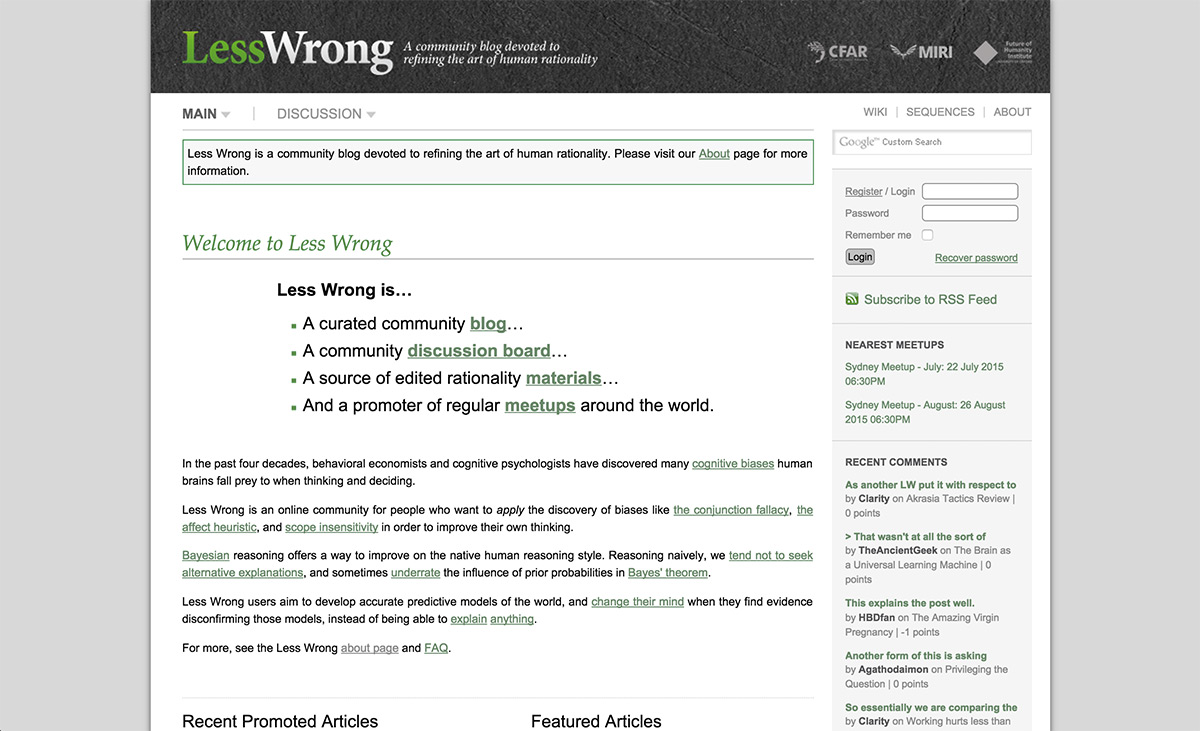 LessWrong
A community blog devoted to
refining the art of human rationality
CFAR
MIRI
Future of
Humanity
Institute
MAIN
DISCUSSION
WIKI | SEQUENCES | ABOUT
Less Wrong is a community blog devoted to refining the art of human rationality. Please visit our About page for more
information.
Welcome to Less Wrong
Less Wrong is…
A curated community blog…
A community discussion board…
A source of edited rationality materials…
And a promoter of regular meetups around the world.
In the past four decades, behavioral economists and cognitive psychologists have discovered many cognitive biases human
brains fall prey to when thinking and deciding.
Less Wrong is an online community for people who want to apply the discovery of biases like the conjunction fallacy, the
affect heuristic, and scope insensitivity in order to improve their own thinking.
Bayesian reasoning offers a way to improve on the native human reasoning style. Reasoning naively, we tend not to seek
alternative explanations, and sometimes underrate the influence of prior probabilities in Bayes' theorem.
Less Wrong users aim to develop accurate predictive models of the world, and change their mind when they find evidence
disconfirming those models, instead of being able to explain anything.
For more, see the Less Wrong about page and FAQ.
Recent Promoted Articles
Featured Articles
Google™ Custom Search
Register / Login
Password
Remember me
Login
Recover password
Subscribe to RSS Feed
NEAREST MEETUPS
Sydney Meetup - July: 22 July 2015
06:30PM
Sydney Meetup - August: 26 August
2015 06:30PM
RECENT COMMENTS
As another LW put it with respect to
by Clarity on Akrasia Tactics Review |
0 points
> That wasn't at all the sort of
by TheAncientGeek on The Brain as
a Universal Learning Machine | 0
points
This explains the post well.
by HBDfan on The Amazing Virgin
Pregnancy | -1 points
Another form of this is asking
by Agathodaimon on Privileging the
Question | 0 points
So essentially we are comparing the
by Clarity on Working hurts less than